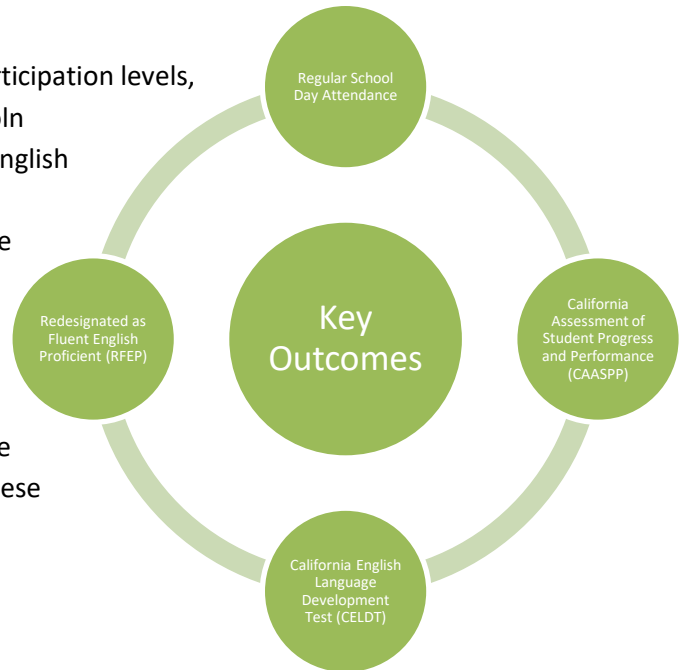 rticipation levels,
oln
nglish
e
e
ese
Regular School
Day Attendance
California
Assessment of
Student Progress
and Performance
(CAASPP)
California English
Language
Development
Test (CELDT)
Redesignated as
Fluent English
Proficient (RFEP)
Key
Outcomes